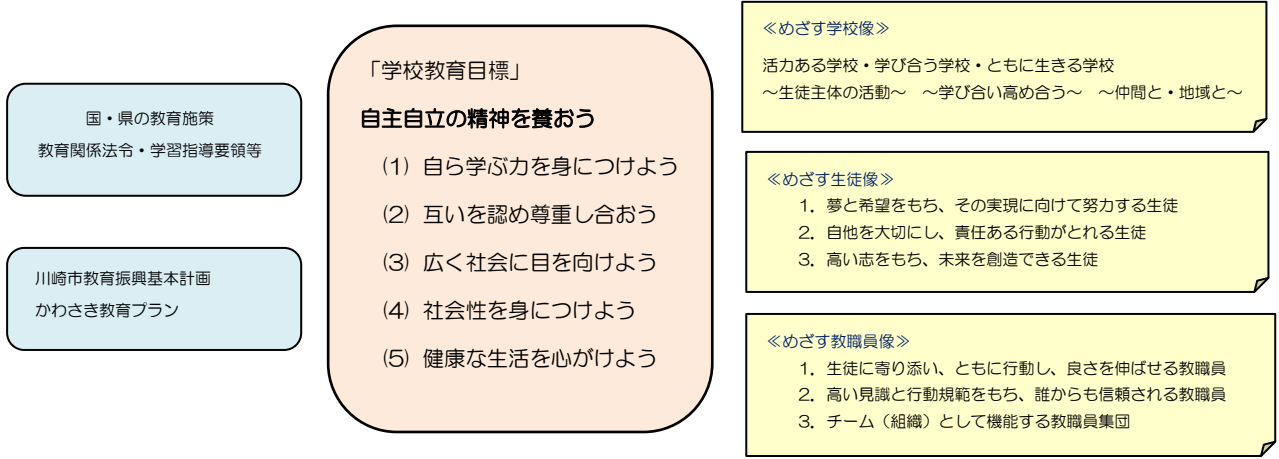 国・県の教育施策
教育関係法令・学習指導要領等
川崎市教育振興基本計画
かわさき教育プラン
「学校教育目標」
自主自立の精神を養おう
(1) 自ら学ぶ力を身につけよう
(2) 互いを認め尊重し合おう
(3) 広く社会に目を向けよう
(4) 社会性を身につけよう
(5) 健康な生活を心がけよう
≪めざす学校像≫
活力ある学校・学び合う学校・ともに生きる学校
~生徒主体の活動~ ~学び合い高め合う~ ~仲間と・地域と~
≪めざす生徒像≫
1. 夢と希望をもち、その実現に向けて努力する生徒
2. 自他を大切にし、責任ある行動がとれる生徒
3. 高い志をもち、未来を創造できる生徒
≪めざす教職員像≫
1. 生徒に寄り添い、ともに行動し、良さを伸ばせる教職員
2. 高い見識と行動規範をもち、誰からも信頼される教職員
3. チーム(組織)として機能する教職員集団